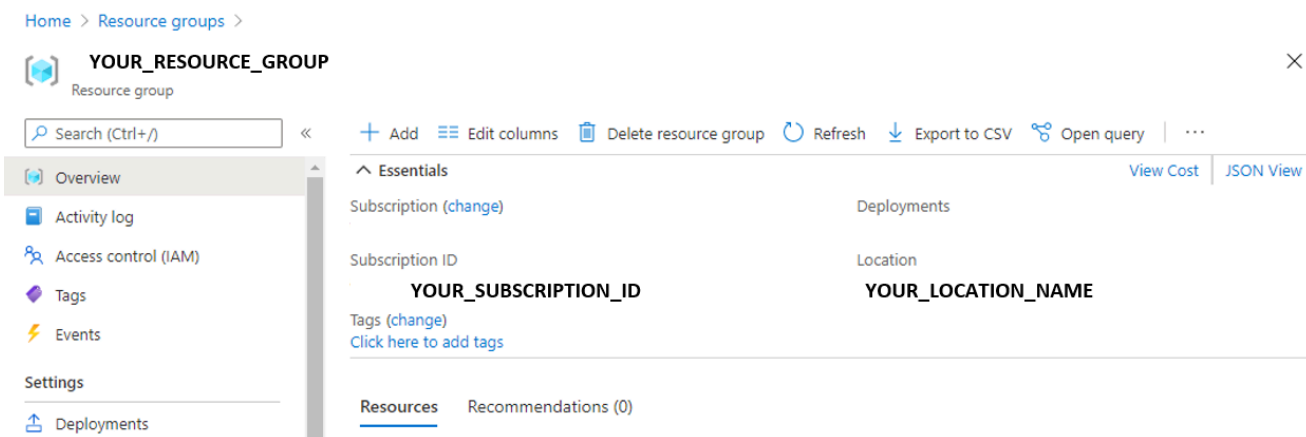 Home > Resource groups >
YOUR_RESOURCE_GROUP
Resource group
Search (Ctrl+/)
«
Overview
Activity log
Access control (IAM)
Tags
Events
Settings
Deployments
Add Edit columns Delete resource group Refresh Export to CSV Open query ...
Essentials
View Cost JSON View
Subscription (change)
Deployments
Subscription ID
Location
YOUR_SUBSCRIPTION_ID
YOUR_LOCATION_NAME
Tags (change)
Click here to add tags
Resources Recommendations (0)